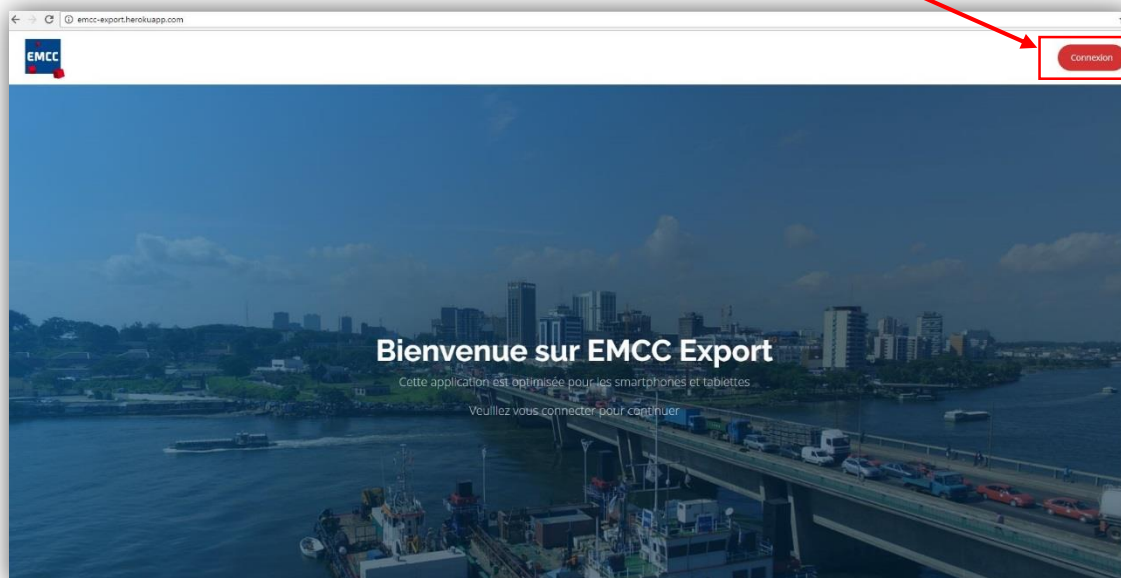 emcc-export.herokuapp.com
EMCC
Connexion
Bienvenue sur EMCC Export
Cette application est optimisée pour les smartphones et tablettes
Veuillez vous connecter pour continuer